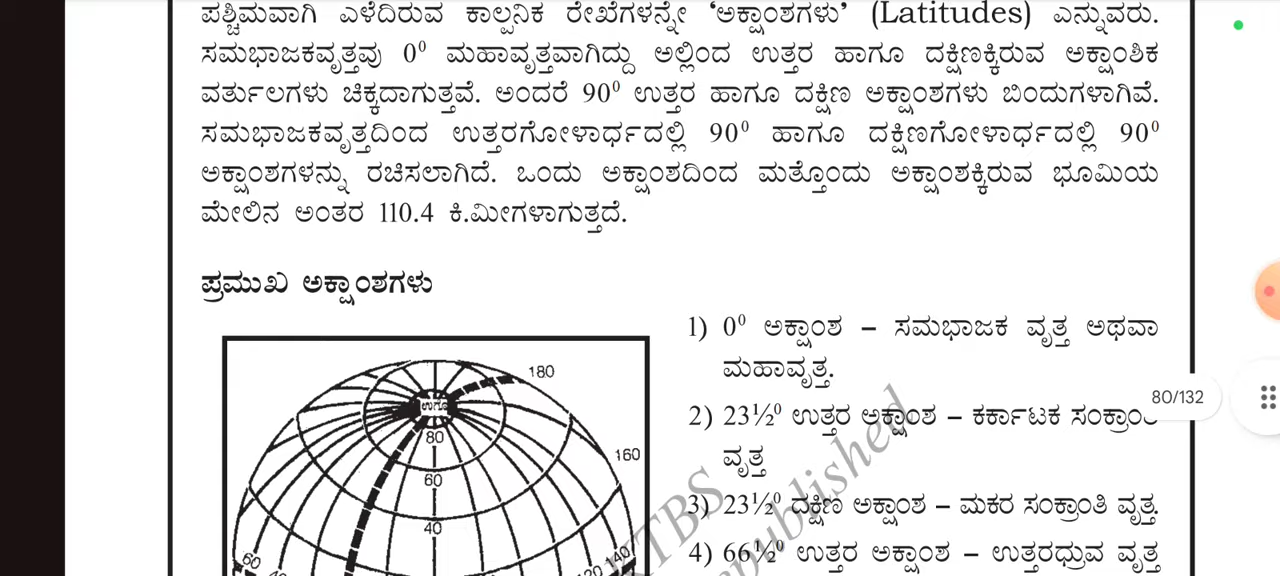 ಪಶ್ಚಿಮವಾಗಿ ಎಳೆದಿರುವ ಕಾಲ್ಪನಿಕ ರೇಖೆಗಳನ್ನೇ ‘ಅಕ್ಷಾಂಶಗಳು’ (Latitudes) ಎನ್ನುವರು.
ಸಮಭಾಜಕವೃತ್ತವು 0⁰ ಮಹಾವೃತ್ತವಾಗಿದ್ದು ಅಲ್ಲಿಂದ ಉತ್ತರ ಹಾಗೂ ದಕ್ಷಿಣಕ್ಕಿರುವ ಅಕ್ಷಾಂಶಿಕ
ವರ್ತುಲಗಳು ಚಿಕ್ಕದಾಗುತ್ತವೆ. ಅಂದರೆ 90⁰ ಉತ್ತರ ಹಾಗೂ ದಕ್ಷಿಣ ಅಕ್ಷಾಂಶಗಳು ಬಿಂದುಗಳಾಗಿವೆ.
ಸಮಭಾಜಕವೃತ್ತದಿಂದ ಉತ್ತರಗೋಳಾರ್ಧದಲ್ಲಿ 90⁰ ಹಾಗೂ ದಕ್ಷಿಣಗೋಳಾರ್ಧದಲ್ಲಿ 90⁰
ಅಕ್ಷಾಂಶಗಳನ್ನು ರಚಿಸಲಾಗಿದೆ. ಒಂದು ಅಕ್ಷಾಂಶದಿಂದ ಮತ್ತೊಂದು ಅಕ್ಷಾಂಶಕ್ಕಿರುವ ಭೂಮಿಯ
ಮೇಲಿನ ಅಂತರ 110.4 ಕಿ.ಮೀಗಳಾಗುತ್ತದೆ.
ಪ್ರಮುಖ ಅಕ್ಷಾಂಶಗಳು
1) 0⁰ ಅಕ್ಷಾಂಶ – ಸಮಭಾಜಕ ವೃತ್ತ ಅಥವಾ
ಮಹಾವೃತ್ತ.
2) 23½⁰ ಉತ್ತರ ಅಕ್ಷಾಂಶ – ಕರ್ಕಾಟಕ
ವೃತ್ತ
3) 23½⁰ ದಕ್ಷಿಣ ಅಕ್ಷಾಂಶ – ಮಕರ ಸಂಕ್ರಾಂತಿ ವೃತ್ತ.
4) 66½⁰ ಉತ್ತರ ಅಕ್ಷಾಂಶ – ಉತ್ತರಧ್ರುವ ವೃತ್ತ
80/132
180
ಉಗೂ
80
160
60
40
140
60
KTBS